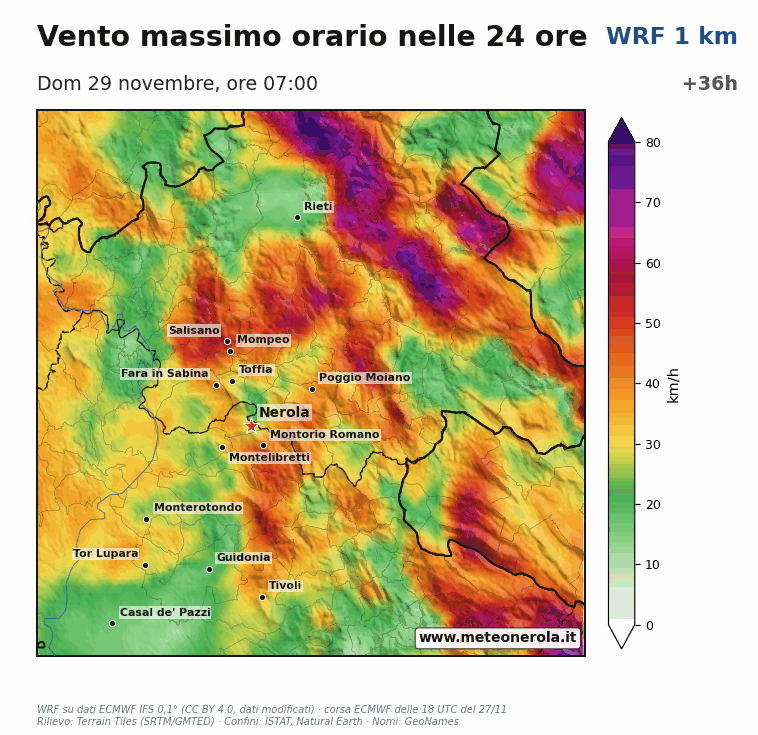 Vento massimo orario nelle 24 ore WRF 1 km
Dom 29 novembre, ore 07:00 +36h
Rieti
Salisano
Mompeo
Fara in Sabina
Toffia
Poggio Moiano
Nerola
Montorio Romano
Montelibretti
Monterotondo
Tor Lupara
Guidonia
Tivoli
Casal de' Pazzi
www.meteonerola.it
80
70
60
50
40
30
20
10
0
km/h
WRF su dati ECMWF IFS 0,1° (CC BY 4.0, dati modificati) · corsa ECMWF delle 18 UTC del 27/11
Rilievo: Terrain Tiles (SRTM/GMTED) · Confini: ISTAT, Natural Earth · Nomi: GeoNames